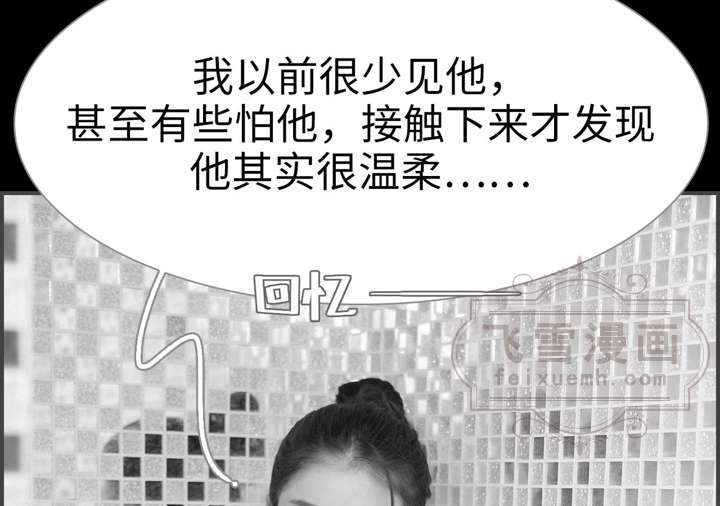 我以前很少见他，
甚至有些怕他，接触下来才发现
他其实很温柔……
回忆
飞雪漫画
feixuemh.com